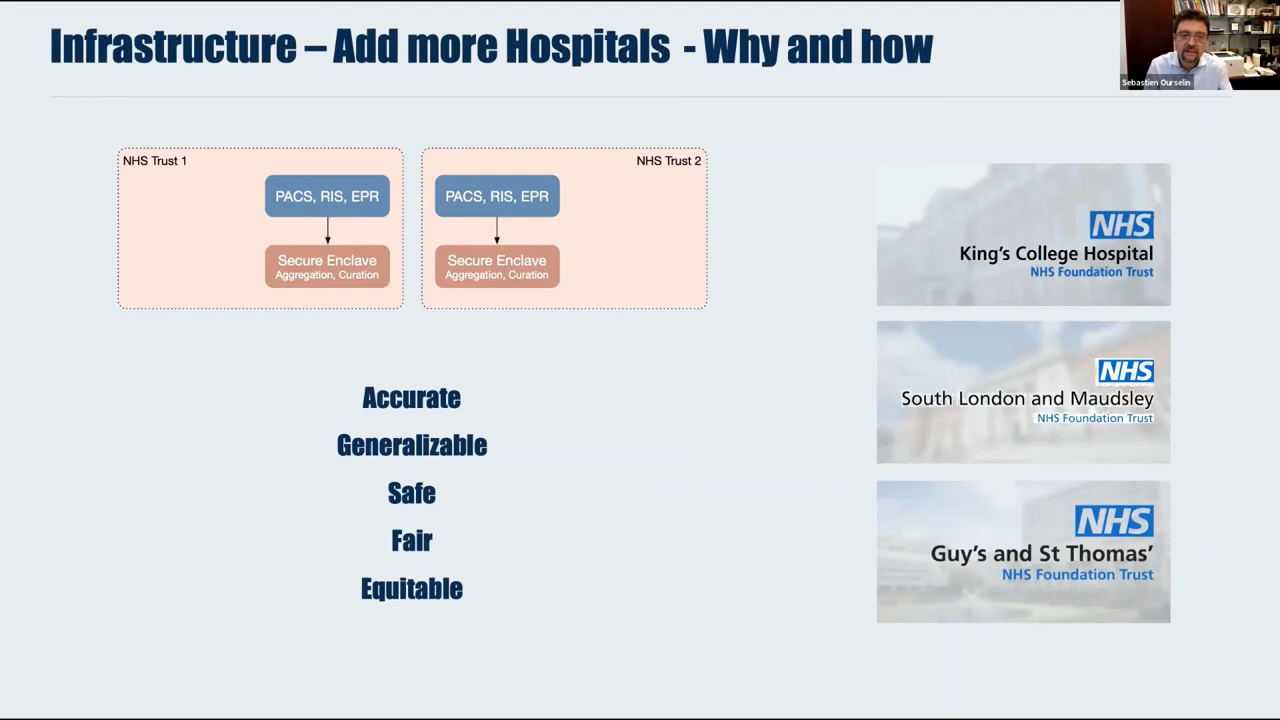 Infrastructure – Add more Hospitals - Why and how
Sebastien Ourselin
NHS Trust 1
PACS, RIS, EPR
Secure Enclave
Aggregation, Curation
NHS Trust 2
PACS, RIS, EPR
Secure Enclave
Aggregation, Curation
Accurate
Generalizable
Safe
Fair
Equitable
NHS
King's College Hospital
NHS Foundation Trust
NHS
South London and Maudsley
NHS Foundation Trust
NHS
Guy's and St Thomas'
NHS Foundation Trust